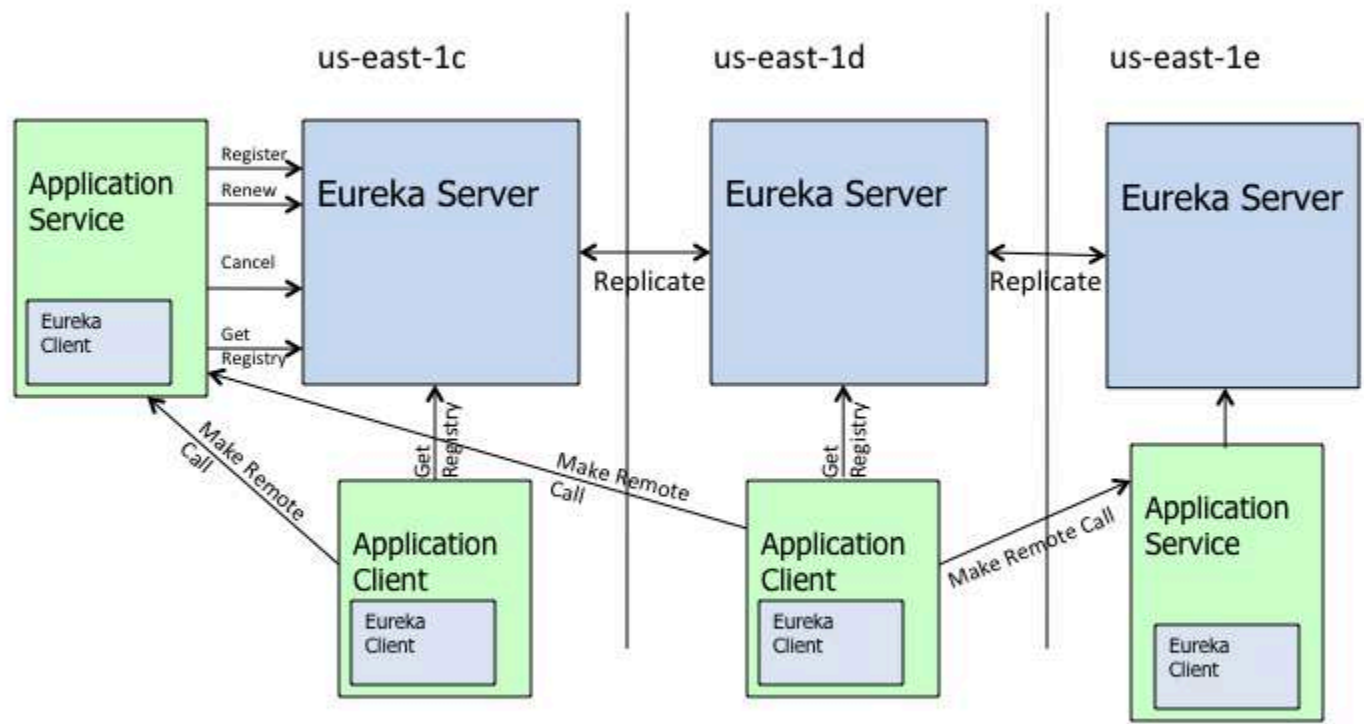 us-east-1c
us-east-1d
us-east-1e
Application
Service
Eureka
Client
Register
Renew
Cancel
Get
Registry
Eureka Server
Replicate
Eureka Server
Replicate
Eureka Server
Make Remote
Call
Get
Registry
Make Remote
Call
Get
Registry
Make Remote Call
Application
Client
Eureka
Client
Application
Client
Eureka
Client
Application
Service
Eureka
Client